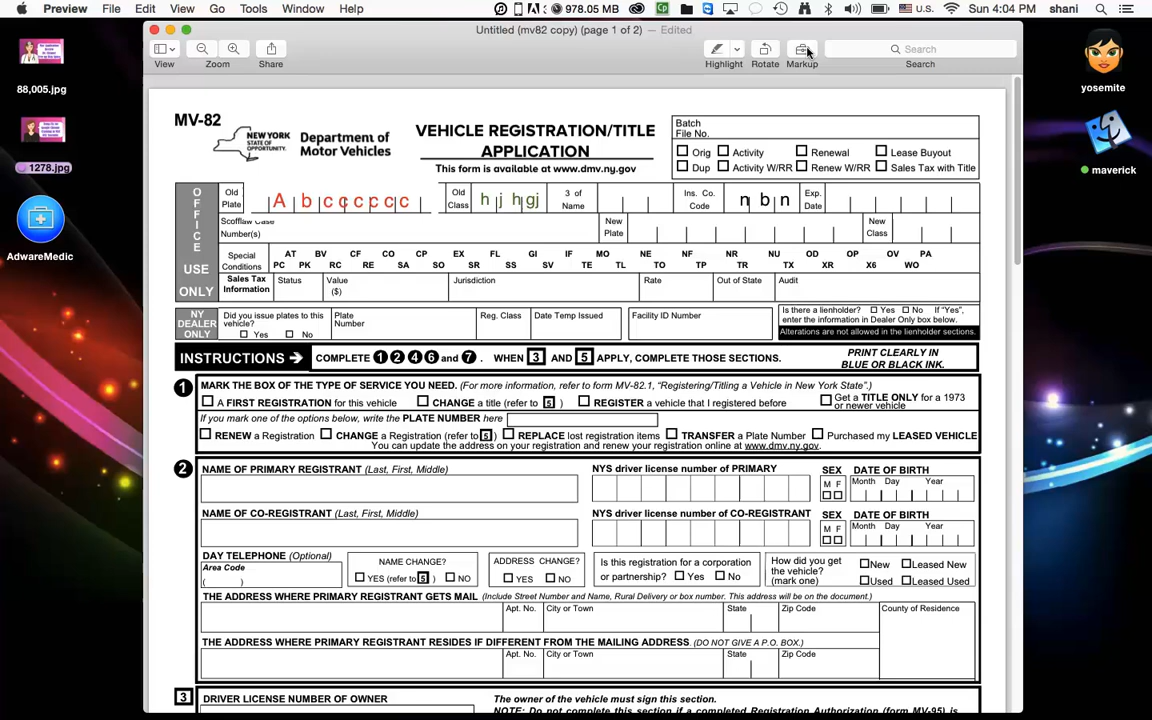 Preview File Edit View Go Tools Window Help 978.05 MB U.S. Sun 4:04 PM shani
Untitled (mv82 copy) (page 1 of 2) — Edited
View Zoom Share Highlight Rotate Markup Search
Search
88,005.jpg
1278.jpg
AdwareMedic
yosemite
maverick
MV-82
NEW YORK STATE OF OPPORTUNITY.
Department of Motor Vehicles
VEHICLE REGISTRATION/TITLE
APPLICATION
This form is available at www.dmv.ny.gov
Batch
File No.
Orig Activity Renewal Lease Buyout
Dup Activity W/RR Renew W/RR Sales Tax with Title
OFFICE USE ONLY
Old Plate A b c c c c c c Old Class h j h gj 3 of Name Ins. Co. Code n b n Exp. Date
Scofflaw Case
Number(s) New Plate New Class
Special Conditions
AT BV CF CO CP EX FL GI IF MO NE NF NR NU OD OP OV PA
PC PK RC RE SA SO SR SS SV TE TL TO TP TR TX XR X6 WO
Sales Tax Information Status Value ($) Jurisdiction Rate Out of State Audit
NY DEALER ONLY
Did you issue plates to this vehicle? Yes No
Plate Number Reg. Class Date Temp Issued Facility ID Number
Is there a lienholder? Yes No If "Yes",
enter the information in Dealer Only box below.
Alterations are not allowed in the lienholder sections.
INSTRUCTIONS → COMPLETE 1 2 4 6 and 7 . WHEN 3 AND 5 APPLY, COMPLETE THOSE SECTIONS. PRINT CLEARLY IN BLUE OR BLACK INK.
1 MARK THE BOX OF THE TYPE OF SERVICE YOU NEED. (For more information, refer to form MV-82.1, "Registering/Titling a Vehicle in New York State".)
A FIRST REGISTRATION for this vehicle CHANGE a title (refer to 5 ) REGISTER a vehicle that I registered before Get a TITLE ONLY for a 1973 or newer vehicle
If you mark one of the options below, write the PLATE NUMBER here
RENEW a Registration CHANGE a Registration (refer to 5 ) REPLACE lost registration items TRANSFER a Plate Number Purchased my LEASED VEHICLE
You can update the address on your registration and renew your registration online at www.dmv.ny.gov.
2 NAME OF PRIMARY REGISTRANT (Last, First, Middle) NYS driver license number of PRIMARY SEX DATE OF BIRTH
M F Month Day Year
NAME OF CO-REGISTRANT (Last, First, Middle) NYS driver license number of CO-REGISTRANT SEX DATE OF BIRTH
M F Month Day Year
DAY TELEPHONE (Optional)
Area Code
( )
NAME CHANGE?
YES (refer to 5 ) NO
ADDRESS CHANGE?
YES NO
Is this registration for a corporation
or partnership? Yes No
How did you get the vehicle? (mark one)
New Leased New
Used Leased Used
THE ADDRESS WHERE PRIMARY REGISTRANT GETS MAIL (Include Street Number and Name, Rural Delivery or box number. This address will be on the document.)
Apt. No. City or Town State Zip Code County of Residence
THE ADDRESS WHERE PRIMARY REGISTRANT RESIDES IF DIFFERENT FROM THE MAILING ADDRESS. (DO NOT GIVE A P.O. BOX.)
Apt. No. City or Town State Zip Code
3 DRIVER LICENSE NUMBER OF OWNER The owner of the vehicle must sign this section.
NOTE: Do not complete this section if a completed Registration Authorization (form MV-95) is